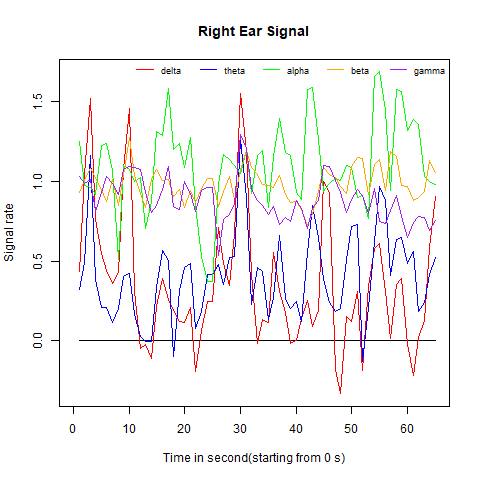 Right Ear Signal
delta theta alpha beta gamma
Signal rate
1.5
1.0
0.5
0.0
0 10 20 30 40 50 60
Time in second(starting from 0 s)